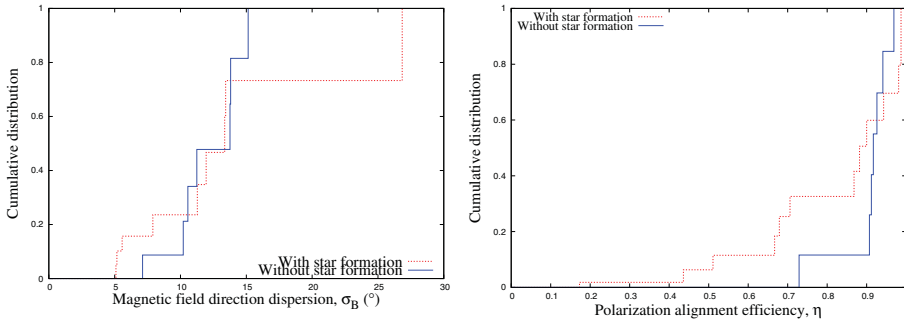 1
0.8
0.6
0.4
0.2
0
Cumulative distribution
With star formation
Without star formation
0 5 10 15 20 25 30
Magnetic field direction dispersion, σB (°)
1
0.8
0.6
0.4
0.2
0
Cumulative distribution
With star formation
Without star formation
0 0.1 0.2 0.3 0.4 0.5 0.6 0.7 0.8 0.9
Polarization alignment efficiency, η